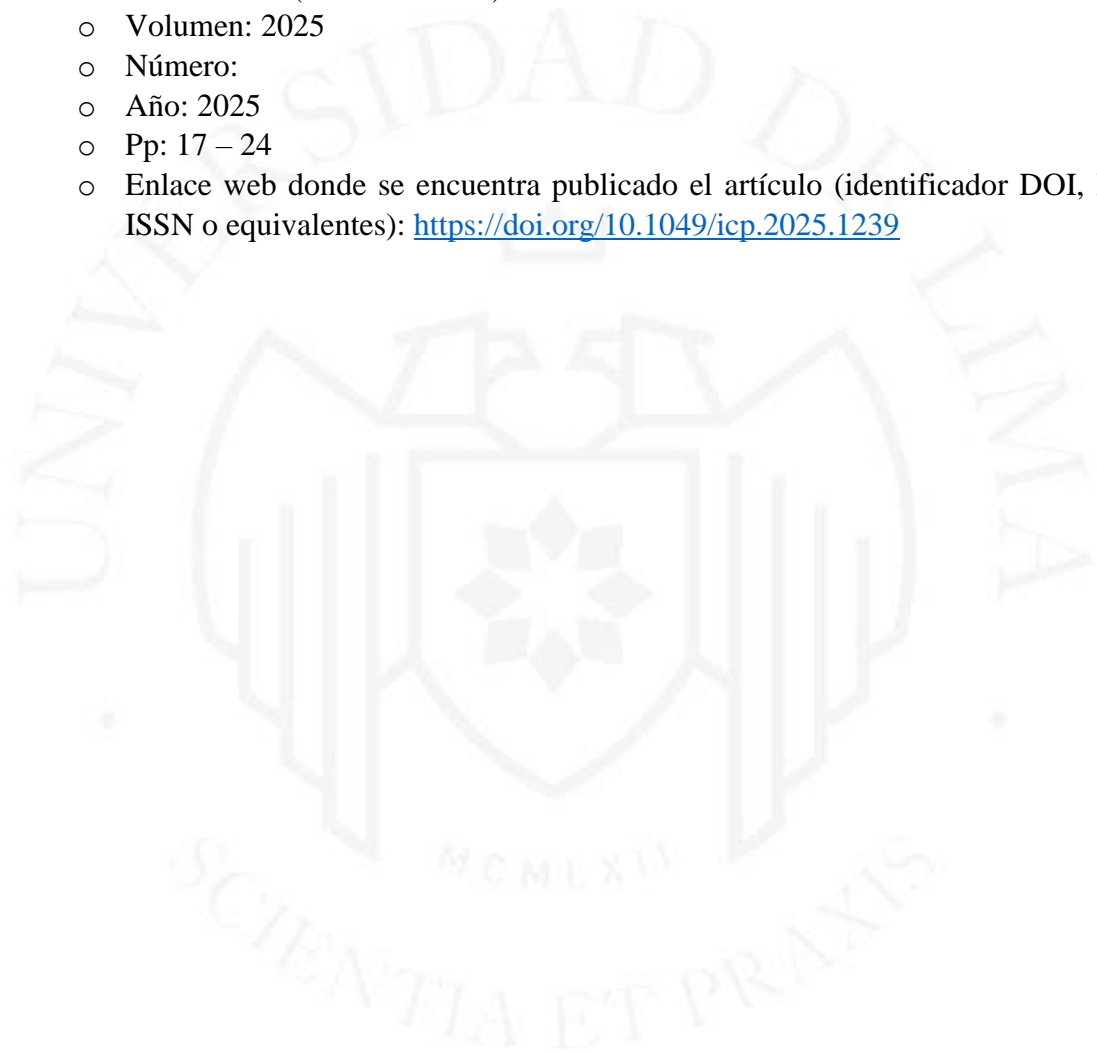 o Volumen: 2025
o Número:
o Año: 2025
o Pp: 17 – 24
o Enlace web donde se encuentra publicado el artículo (identificador DOI,
ISSN o equivalentes): https://doi.org/10.1049/icp.2025.1239
UNIVERSIDAD DE LIMA
MCMLXII
SCIENTIA ET PRAXIS